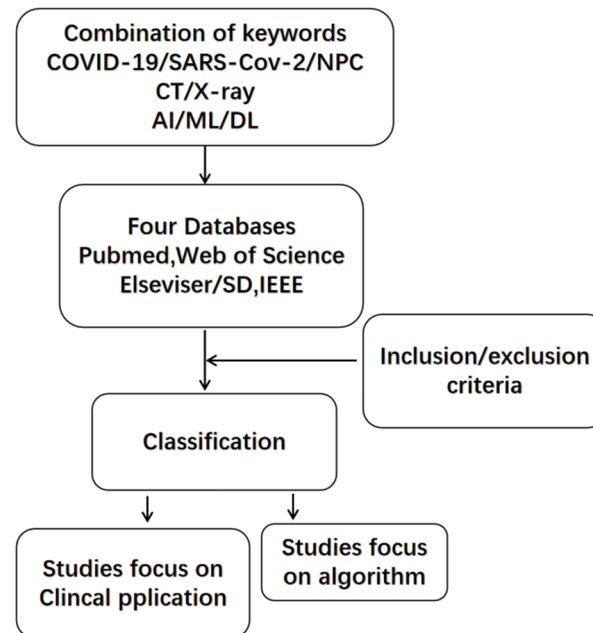 Combination of keywords
COVID-19/SARS-Cov-2/NPC
CT/X-ray
AI/ML/DL
Four Databases
Pubmed,Web of Science
Elseviser/SD,IEEE
Inclusion/exclusion
criteria
Classification
Studies focus on
Clincal pplication
Studies focus
on algorithm